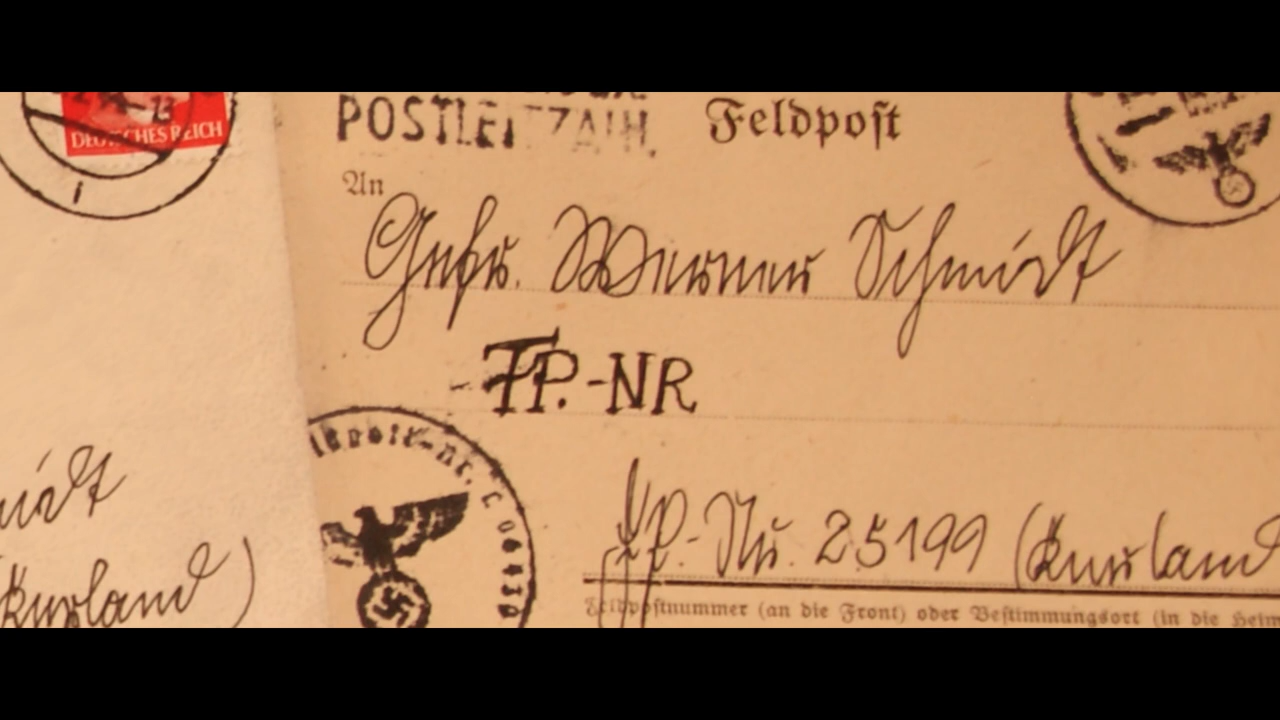 DEUTSCHES REICH
POSTLEITZAHL
Feldpost
An
Gefr. Werner Schmidt
FP.-NR
FP.-Nr. 25199 (Kurland
Feldpostnummer (an die Front) oder Bestimmungsort (in die Heim
Kurland)